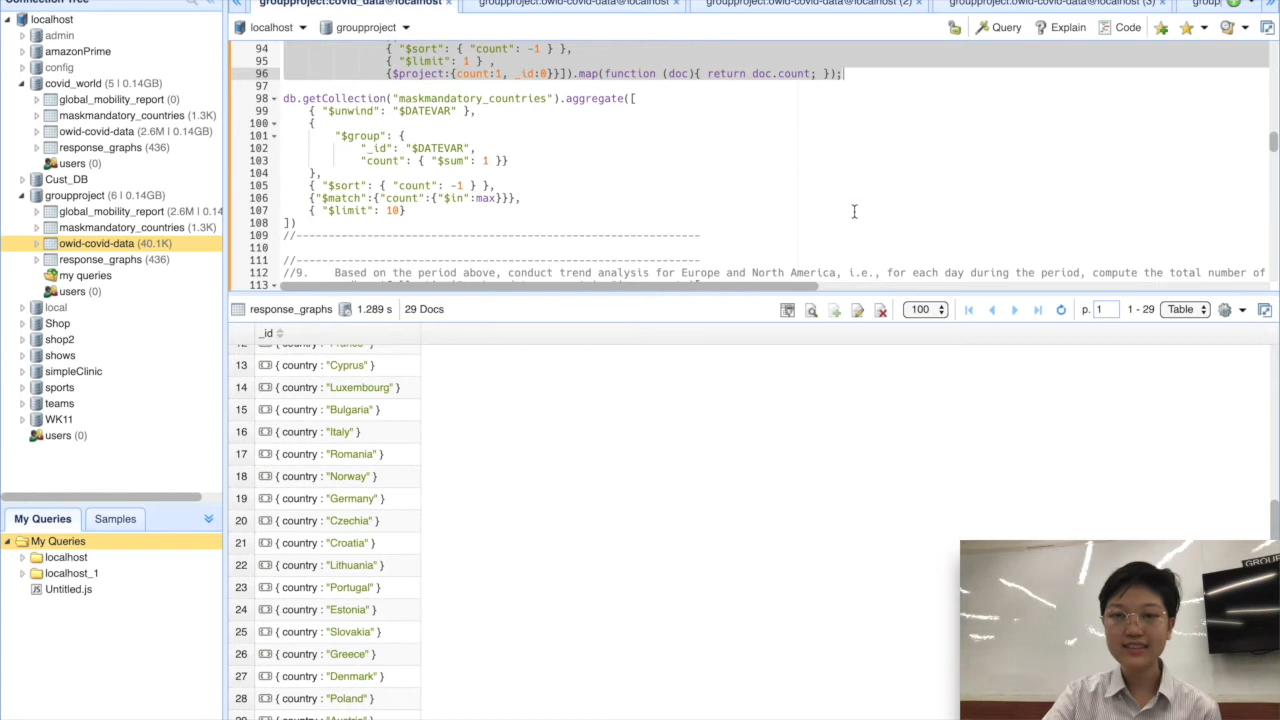 Connection Tree
groupproject:covid_data@localhost
groupproject:owid-covid-data@localhost
groupproject:owid-covid-data@localhost (2)
groupproject:owid-covid-data@localhost (3)
group
localhost
groupproject
Query
Explain
Code
localhost
admin
amazonPrime
config
covid_world (5 | 0.14GB)
global_mobility_report (0)
maskmandatory_countries (1.3K)
owid-covid-data (2.6M | 0.14GB)
response_graphs (436)
users (0)
Cust_DB
groupproject (6 | 0.14GB)
global_mobility_report (2.6M | 0.14
maskmandatory_countries (1.3K)
owid-covid-data (40.1K)
response_graphs (436)
my queries
users (0)
local
Shop
shop2
shows
simpleClinic
sports
teams
WK11
users (0)
94 { "$sort": { "count": -1 } },
95 { "$limit": 1 } ,
96 {$project:{count:1, _id:0}}]).map(function (doc){ return doc.count; });
97
98 db.getCollection("maskmandatory_countries").aggregate([
99 { "$unwind": "$DATEVAR" },
100 {
101 "$group": {
102 "_id": "$DATEVAR",
103 "count": { "$sum": 1 }}
104 },
105 { "$sort": { "count": -1 } },
106 {"$match":{"count":{"$in":max}}},
107 { "$limit": 10}
108 ])
109 //--------------------------------------------------------------
110
111 //--------------------------------------------------------------
112 //9. Based on the period above, conduct trend analysis for Europe and North America, i.e., for each day during the period, compute the total number of
113
response_graphs 1.289 s 29 Docs
100
p. 1
1 - 29
Table
_id
12 { country : "France" }
13 { country : "Cyprus" }
14 { country : "Luxembourg" }
15 { country : "Bulgaria" }
16 { country : "Italy" }
17 { country : "Romania" }
18 { country : "Norway" }
19 { country : "Germany" }
20 { country : "Czechia" }
21 { country : "Croatia" }
22 { country : "Lithuania" }
23 { country : "Portugal" }
24 { country : "Estonia" }
25 { country : "Slovakia" }
26 { country : "Greece" }
27 { country : "Denmark" }
28 { country : "Poland" }
29 { country : "Austria" }
My Queries
Samples
My Queries
localhost
localhost_1
Untitled.js
GROUP